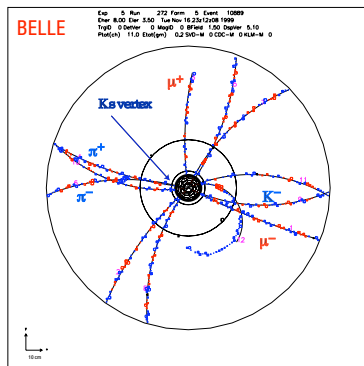 Exp 5 Run 272 Form 5 Event 10889
BELLE
Eher 8.00 Eler 3.50 Tue Nov 16 23:12:08 1999
TrgID 0 DetVer 0 MagID 0 BField 1.50 DspVer 5.10
Ptot(ch) 11.0 Etot(gm) 0.2 SVD-M 0 CDC-M 0 KLM-M 0
μ+
Ks vertex
π+
π−
K−
11
μ−
12
10 cm